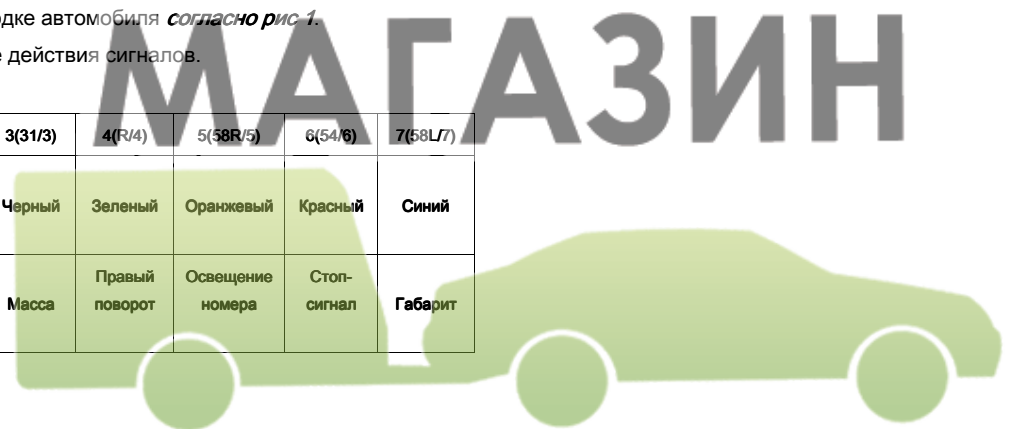 дке автомобиля согласно рис 1.
действия сигналов.
МАГАЗИН
3(31/3) 4(R/4) 5(58R/5) 6(54/6) 7(58L/7)
Черный Зеленый Оранжевый Красный Синий
Масса Правый поворот Освещение номера Стоп-сигнал Габарит